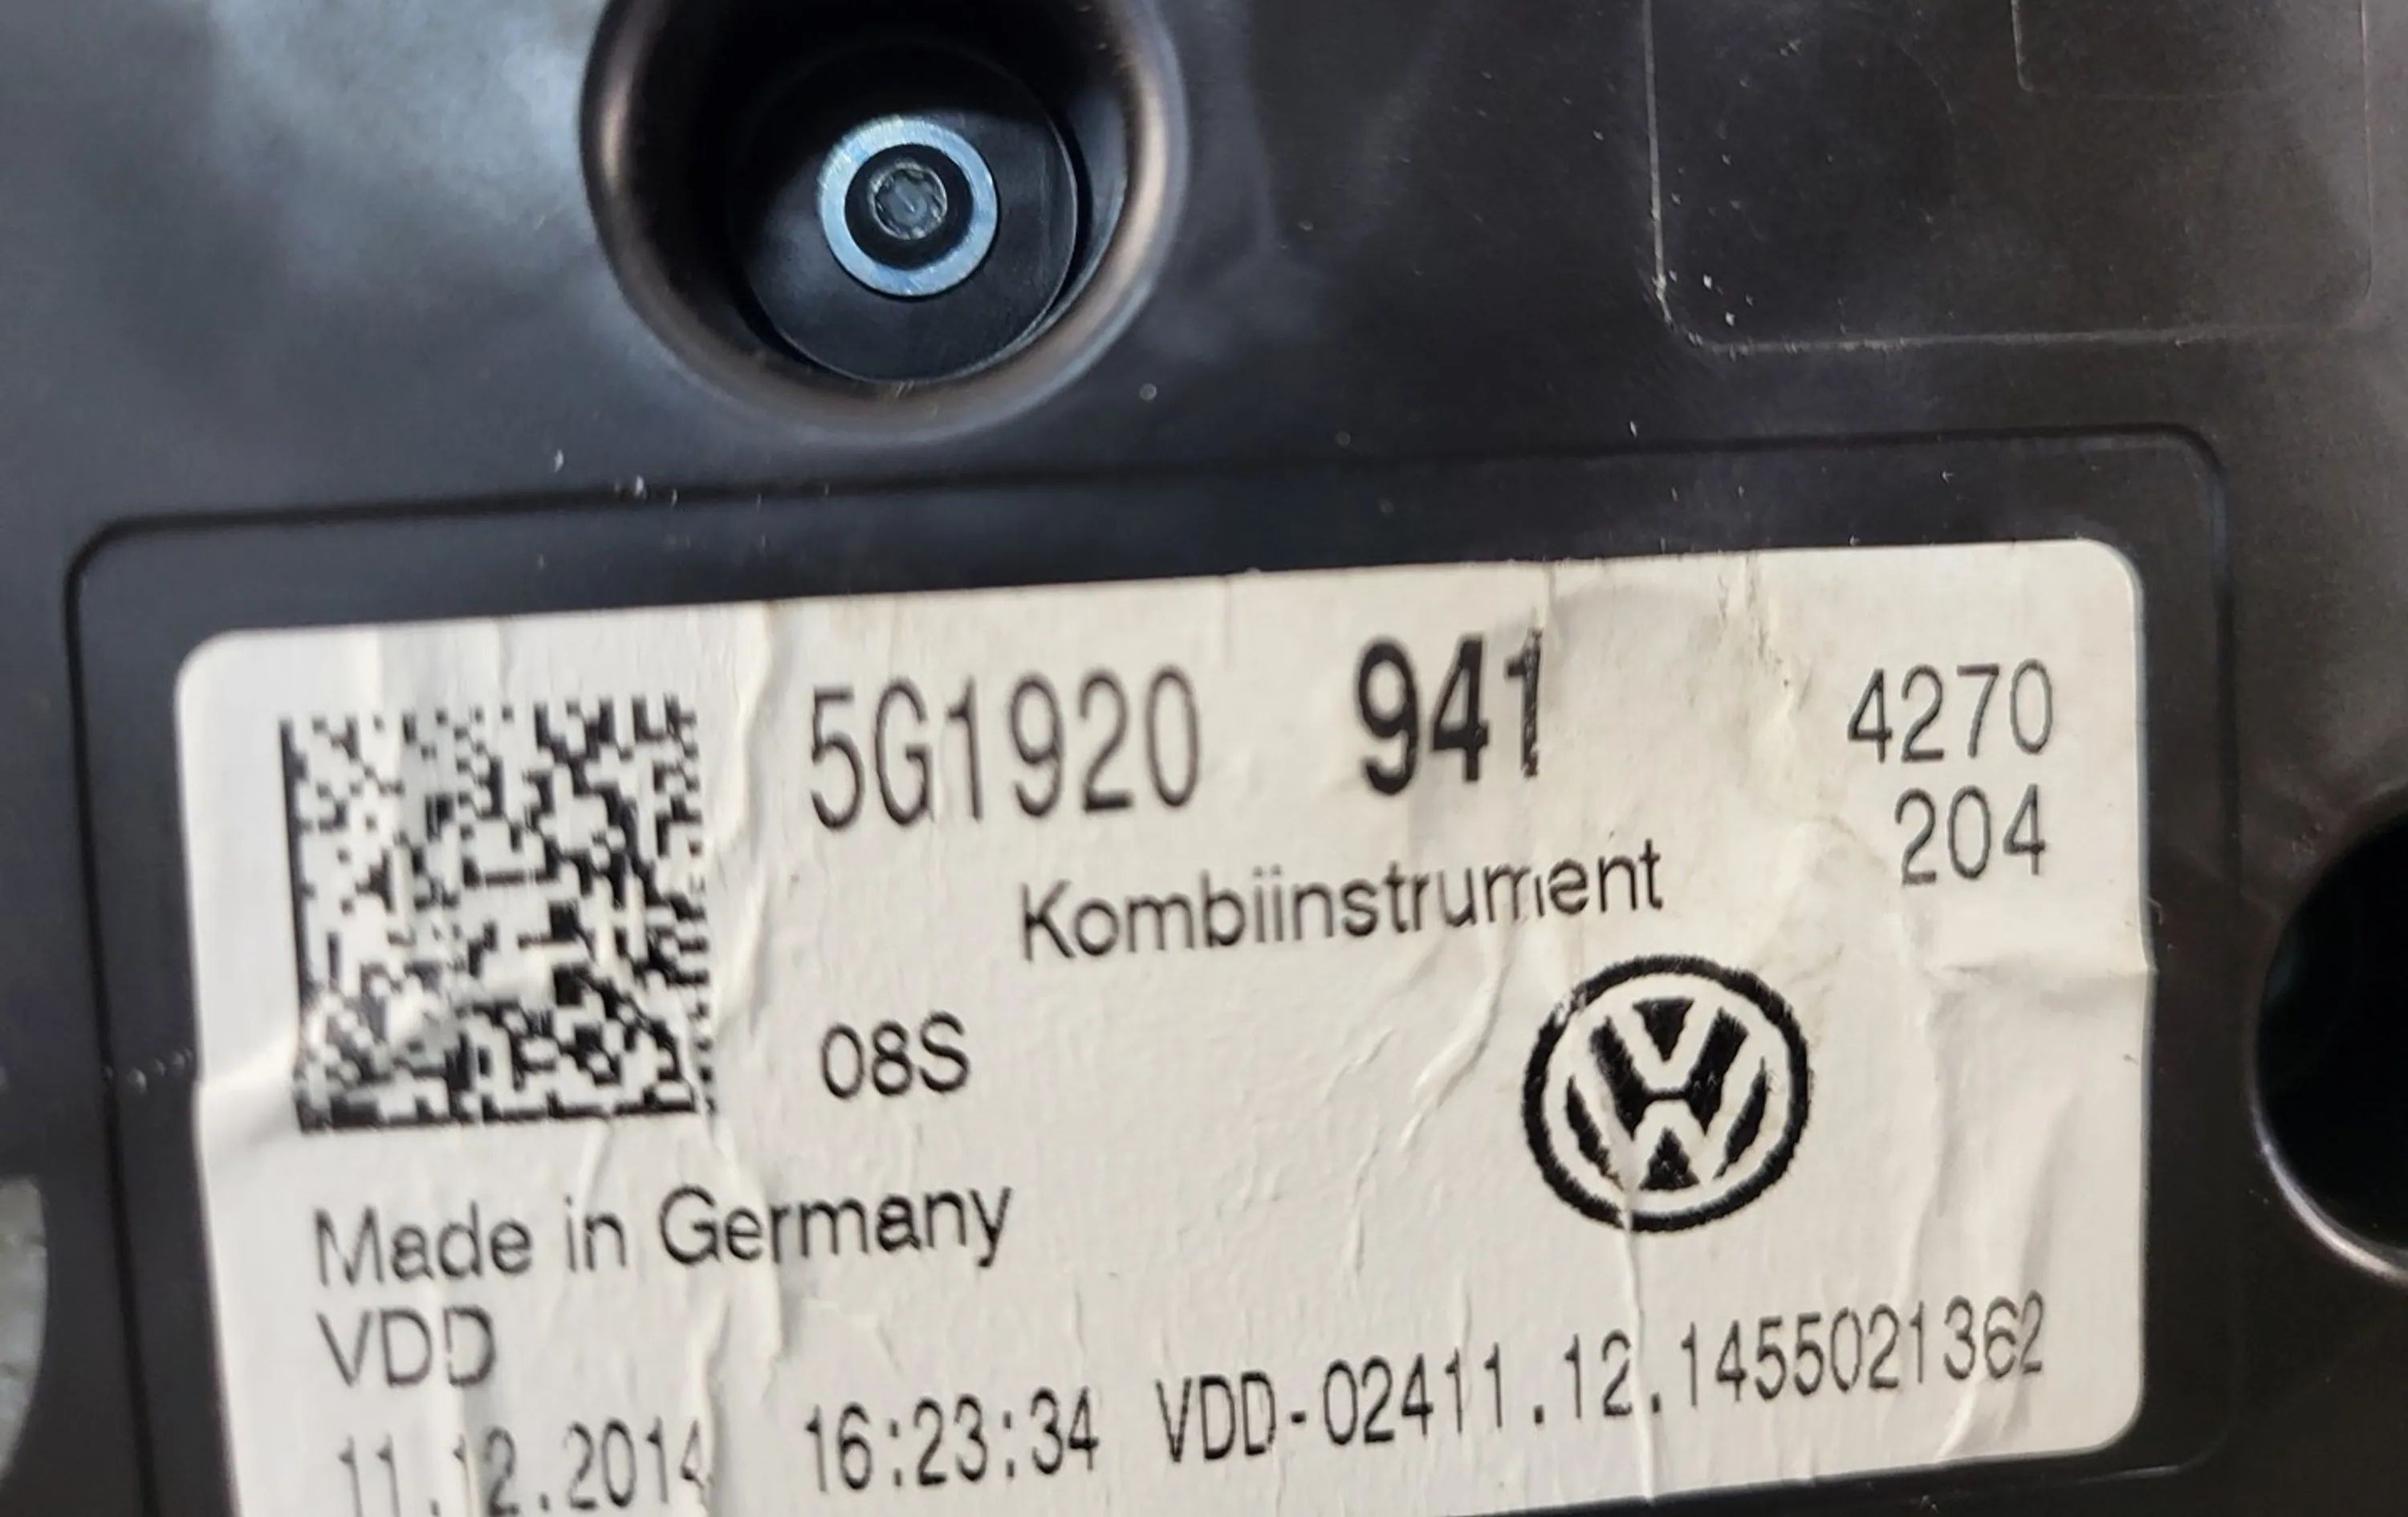 5G1920 941 4270
204
Kombiinstrument
08S
Made in Germany
VDD
11.12.2014 16:23:34 VDD-02411.12.1455021362